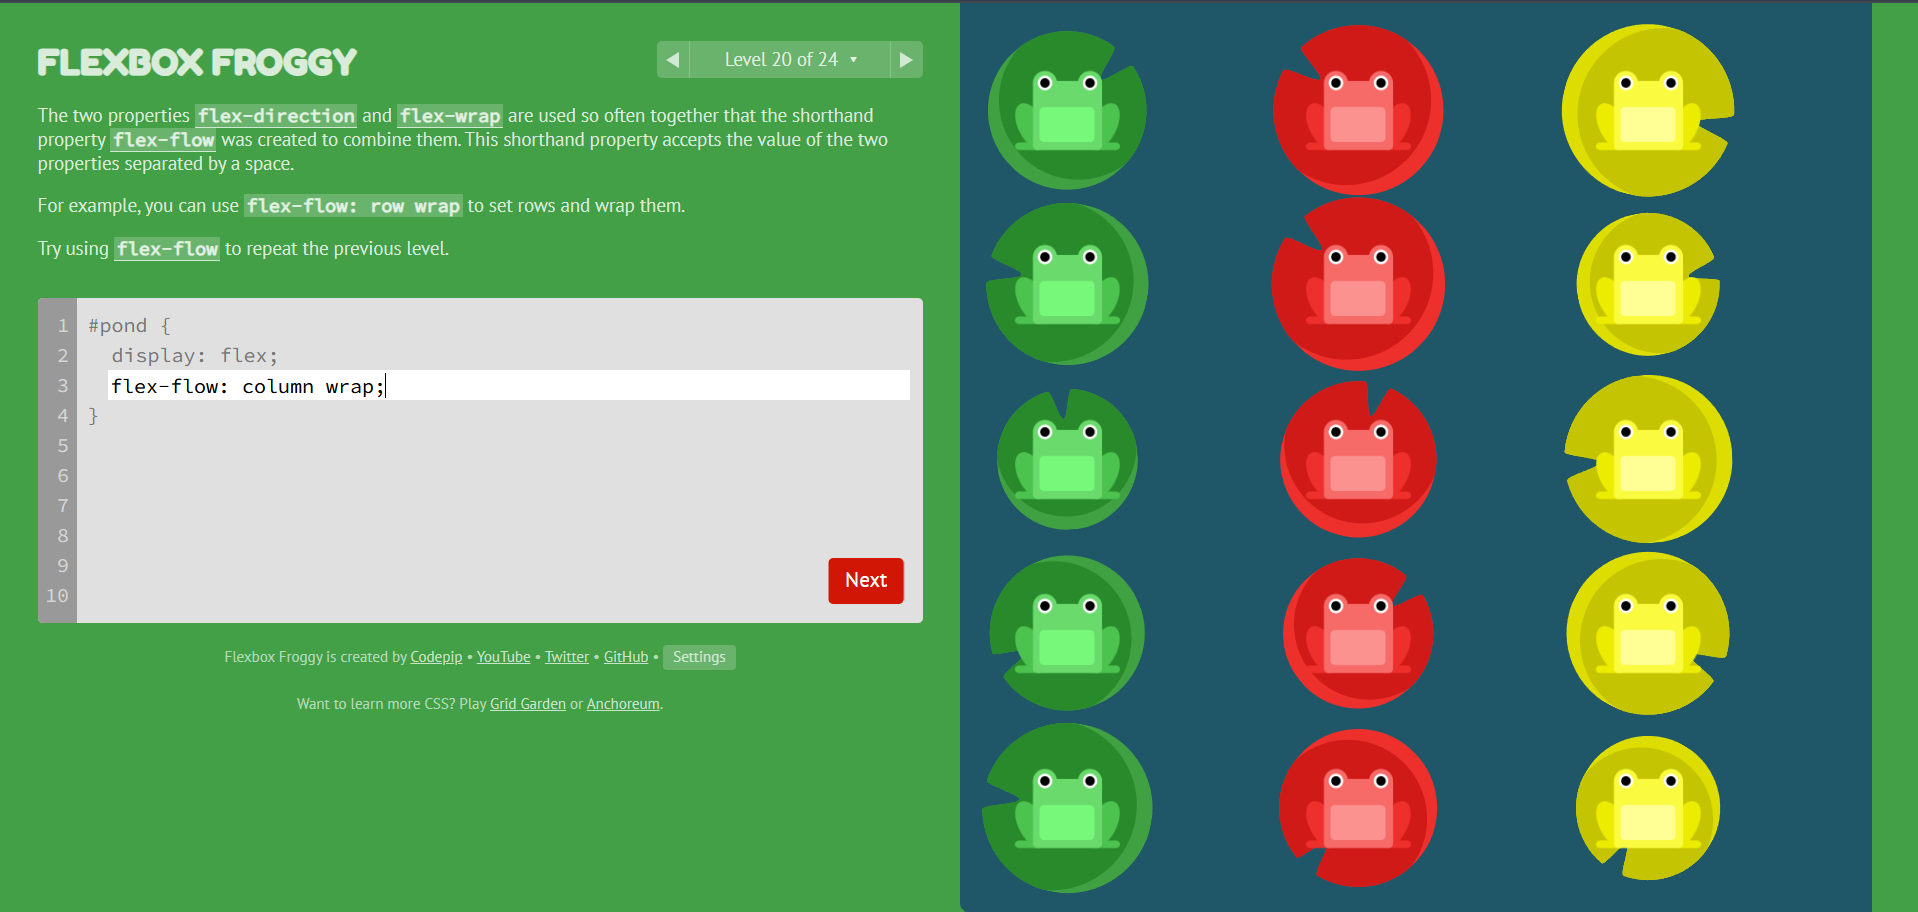 FLEXBOX FROGGY
◀ Level 20 of 24 ▾ ▶
The two properties flex-direction and flex-wrap are used so often together that the shorthand
property flex-flow was created to combine them. This shorthand property accepts the value of the two
properties separated by a space.
For example, you can use flex-flow: row wrap to set rows and wrap them.
Try using flex-flow to repeat the previous level.
1 #pond {
2 display: flex;
3 flex-flow: column wrap;
4 }
5
6
7
8
9
10
Next
Flexbox Froggy is created by Codepip • YouTube • Twitter • GitHub • Settings
Want to learn more CSS? Play Grid Garden or Anchoreum.